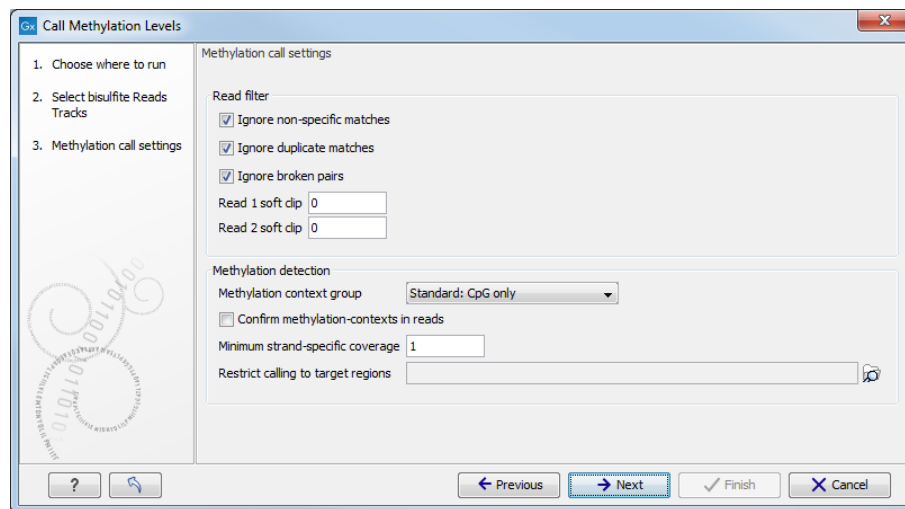 Gx Call Methylation Levels
1. Choose where to run
2. Select bisulfite Reads
Tracks
3. Methylation call settings
Methylation call settings
Read filter
Ignore non-specific matches
Ignore duplicate matches
Ignore broken pairs
Read 1 soft clip 0
Read 2 soft clip 0
Methylation detection
Methylation context group Standard: CpG only
Confirm methylation-contexts in reads
Minimum strand-specific coverage 1
Restrict calling to target regions
? Previous Next Finish Cancel